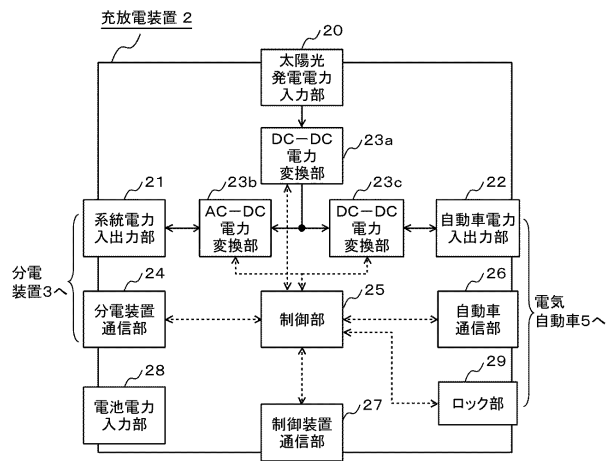 充放電装置 2
20
太陽光
発電電力
入力部
DC－DC
電力
変換部
23a
21
系統電力
入出力部
23b
AC－DC
電力
変換部
23c
DC－DC
電力
変換部
22
自動車電力
入出力部
分電
装置3へ
24
分電装置
通信部
25
制御部
26
自動車
通信部
電気
自動車5へ
28
電池電力
入力部
27
制御装置
通信部
29
ロック部